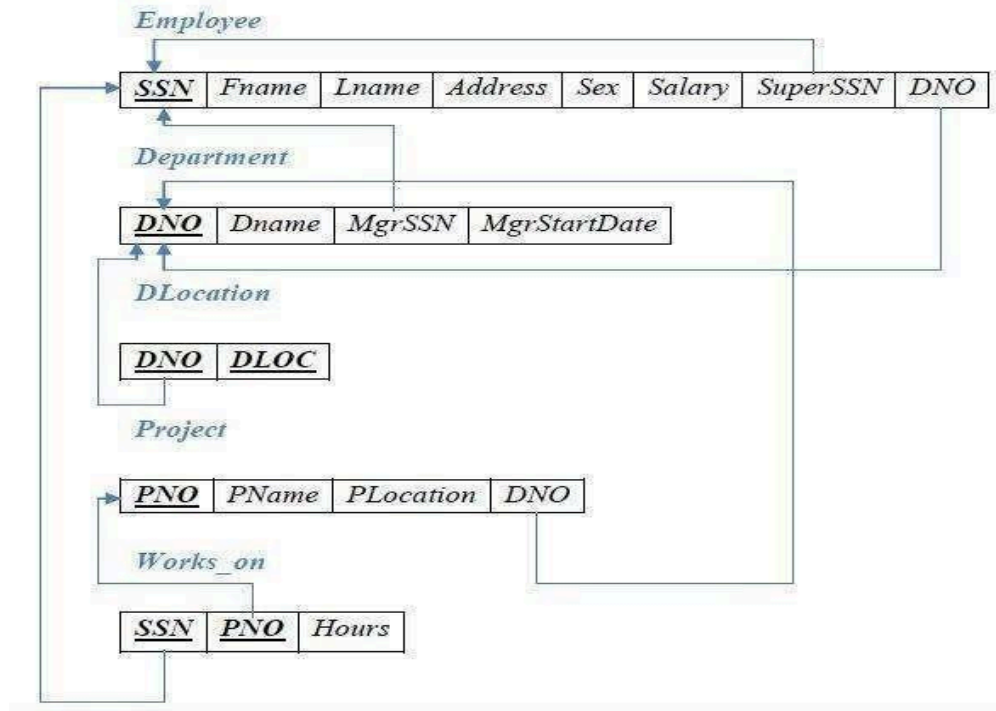 Employee
SSN Fname Lname Address Sex Salary SuperSSN DNO
Department
DNO Dname MgrSSN MgrStartDate
DLocation
DNO DLOC
Project
PNO PName PLocation DNO
Works_on
SSN PNO Hours